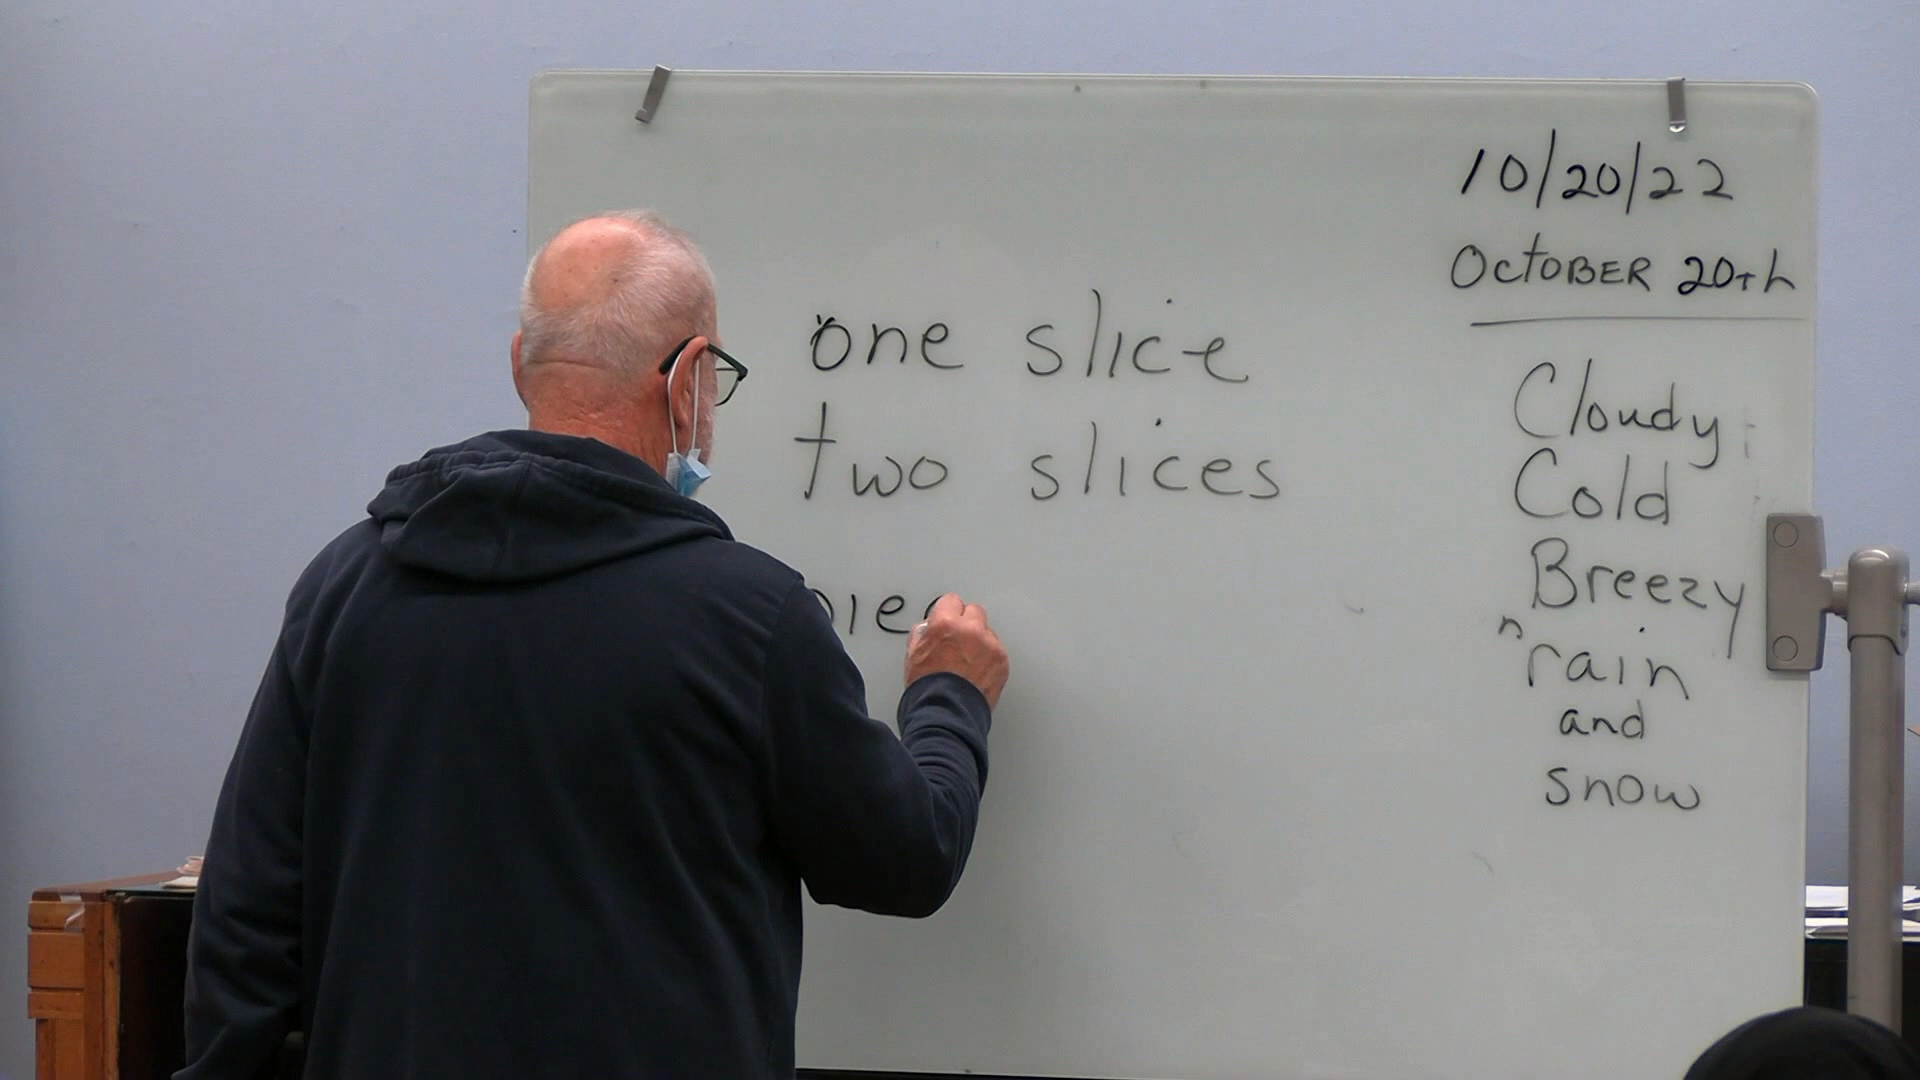 one slice
two slices
10/20/22
OCTOBER 20TH
Cloudy
Cold
Breezy
rain
and
snow